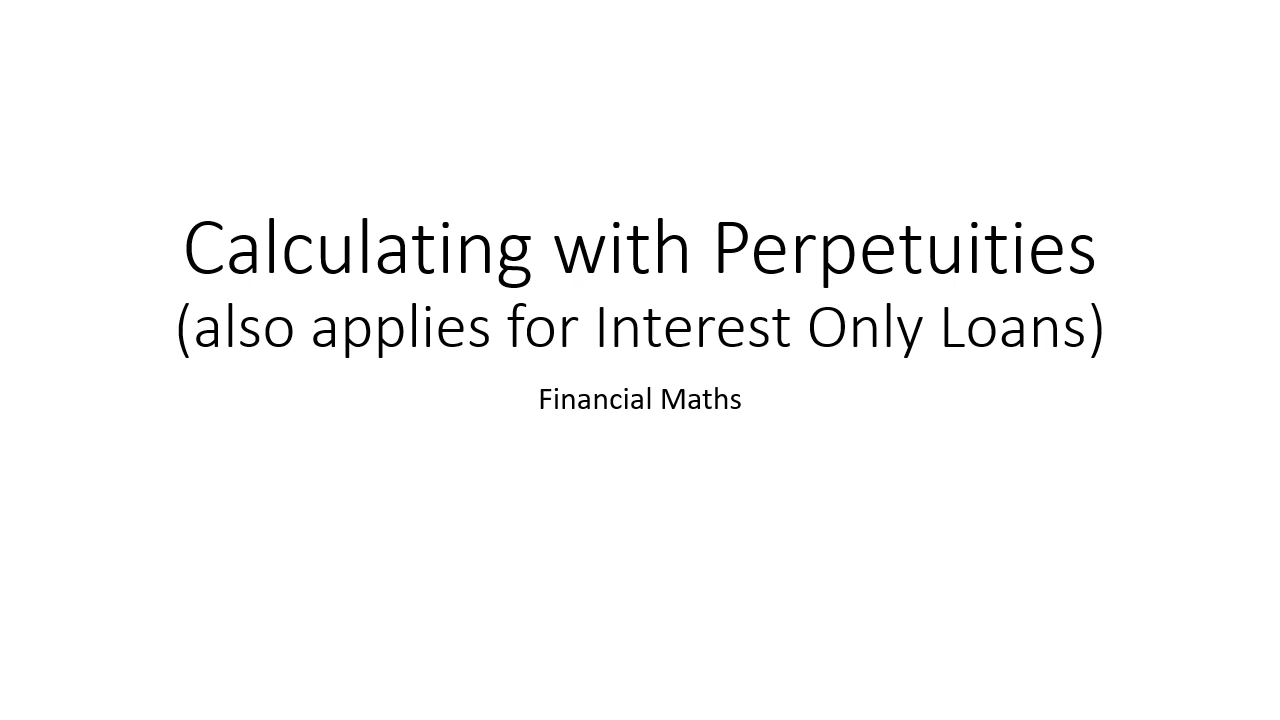 Calculating with Perpetuities
(also applies for Interest Only Loans)
Financial Maths